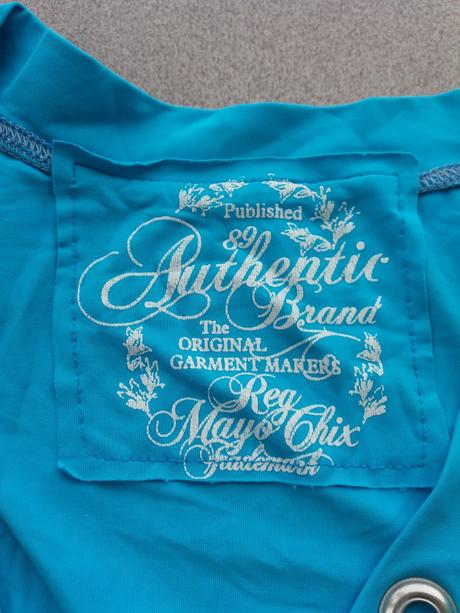 Published
89
Authentic
Brand
The
ORIGINAL
GARMENT MAKERS
Reg
Mayo Chix
Trademark